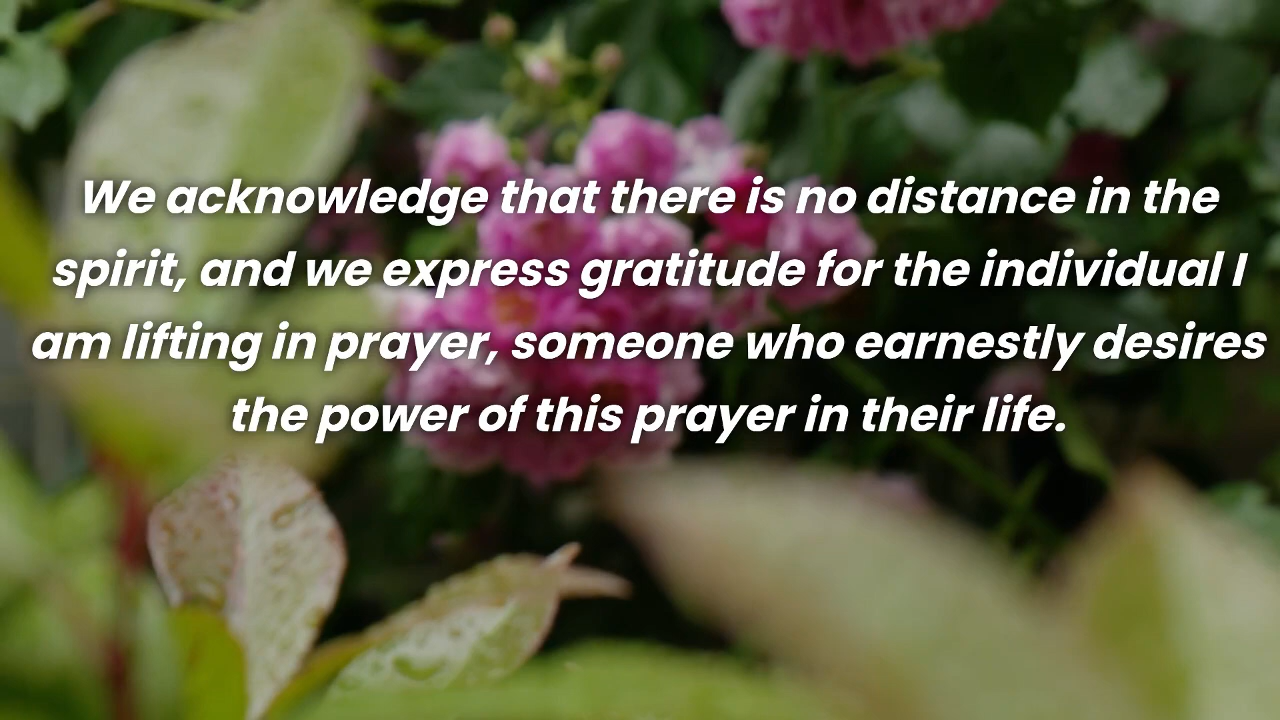 We acknowledge that there is no distance in the
spirit, and we express gratitude for the individual I
am lifting in prayer, someone who earnestly desires
the power of this prayer in their life.